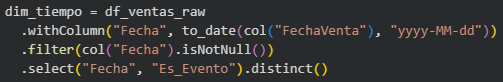 dim_tiempo = df_ventas_raw
.withColumn("Fecha", to_date(col("FechaVenta"), "yyyy-MM-dd"))
.filter(col("Fecha").isNotNull())
.select("Fecha", "Es_Evento").distinct()